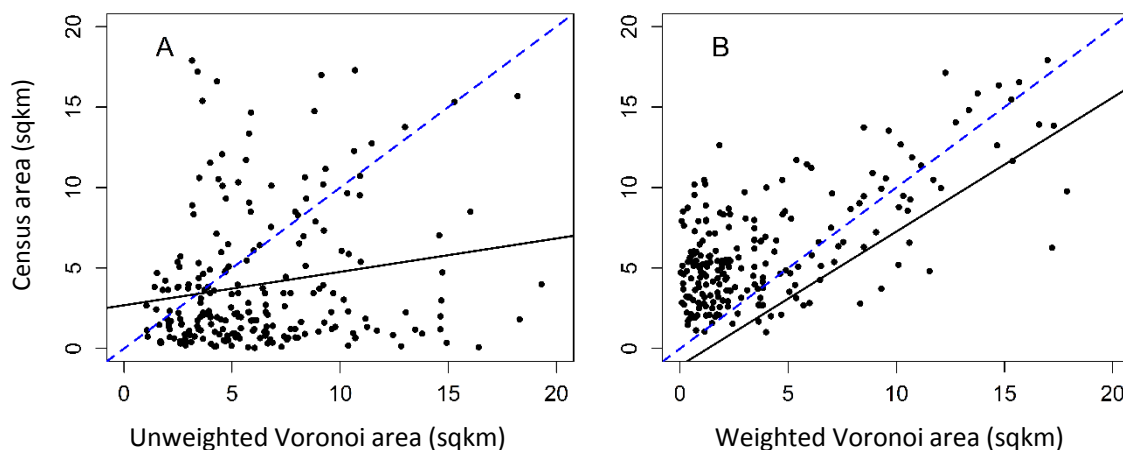 A
B
Census area (sqkm)
0 5 10 15 20
0 5 10 15 20
0 5 10 15 20
0 5 10 15 20
Unweighted Voronoi area (sqkm)
Weighted Voronoi area (sqkm)